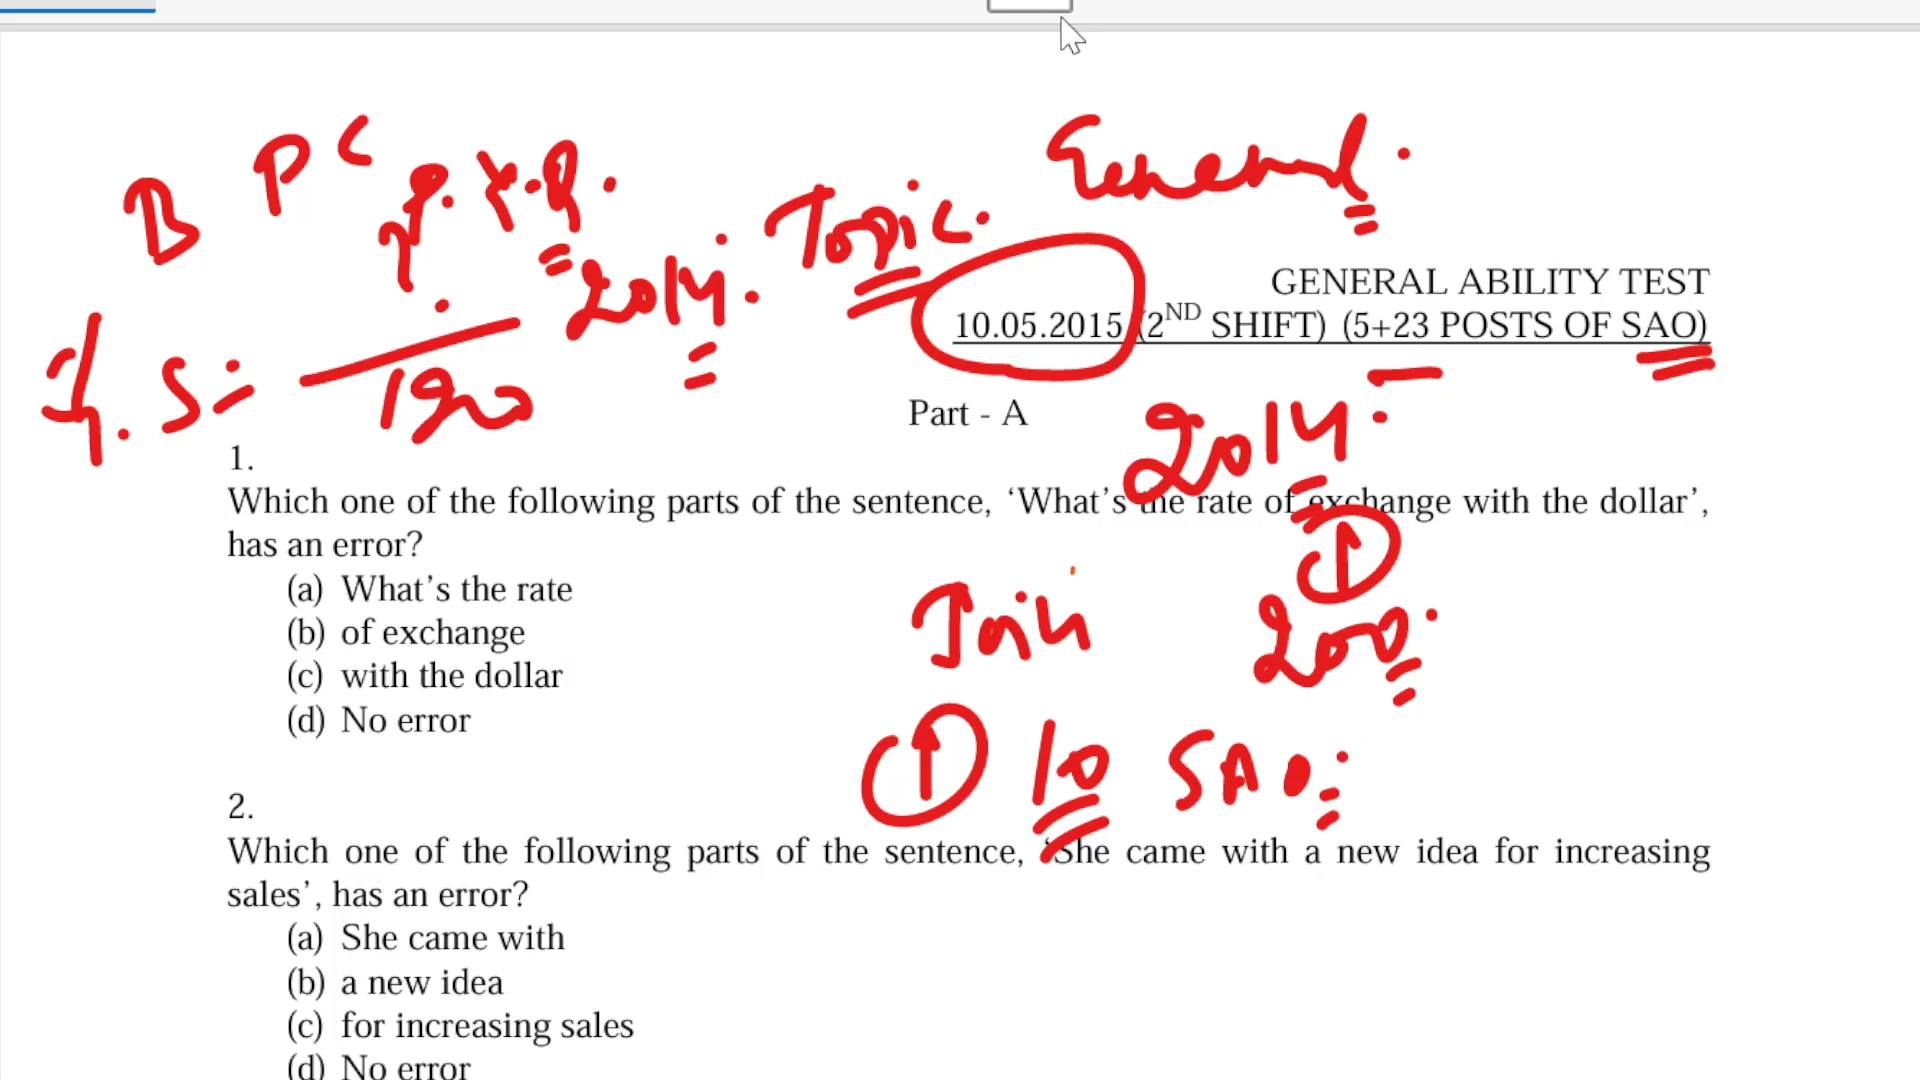 B P C P.Y.Q.
2014. Topic. General.
GENERAL ABILITY TEST
10.05.2015 (2ND SHIFT) (5+23 POSTS OF SAO)
120
Part - A
2014.
1.
Which one of the following parts of the sentence, ‘What’s the rate of exchange with the dollar’,
has an error?
(a) What’s the rate
(b) of exchange
(c) with the dollar
(d) No error
Join
200.
10 SAO
2.
Which one of the following parts of the sentence, ‘She came with a new idea for increasing
sales’, has an error?
(a) She came with
(b) a new idea
(c) for increasing sales
(d) No error